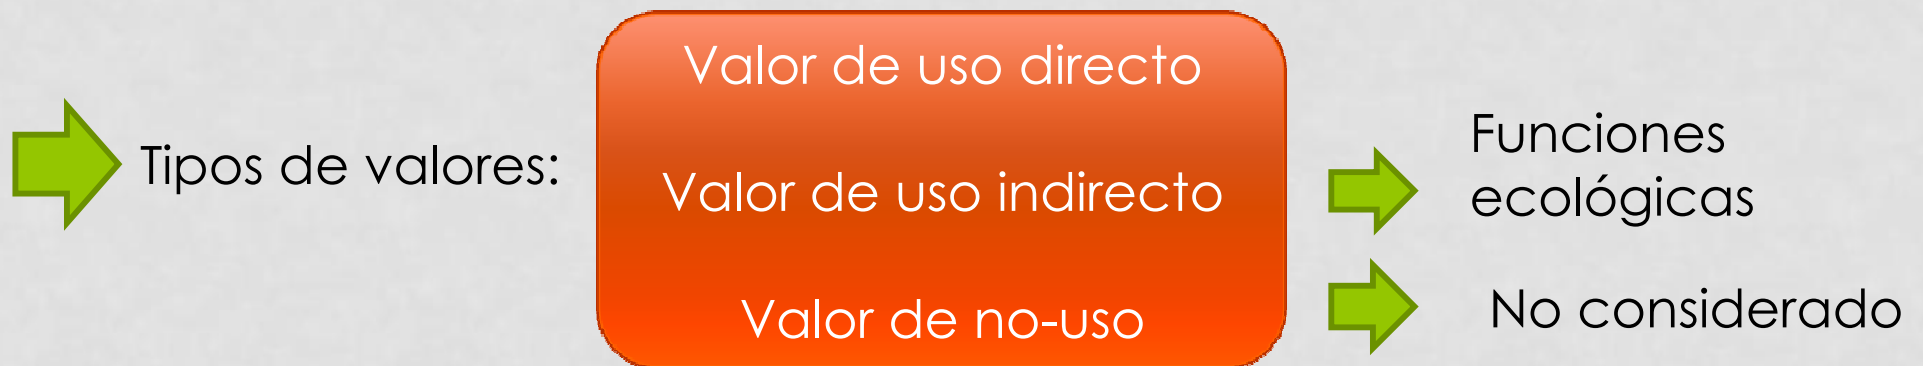 Tipos de valores:
Valor de uso directo
Valor de uso indirecto
Valor de no-uso
Funciones
ecológicas
No considerado